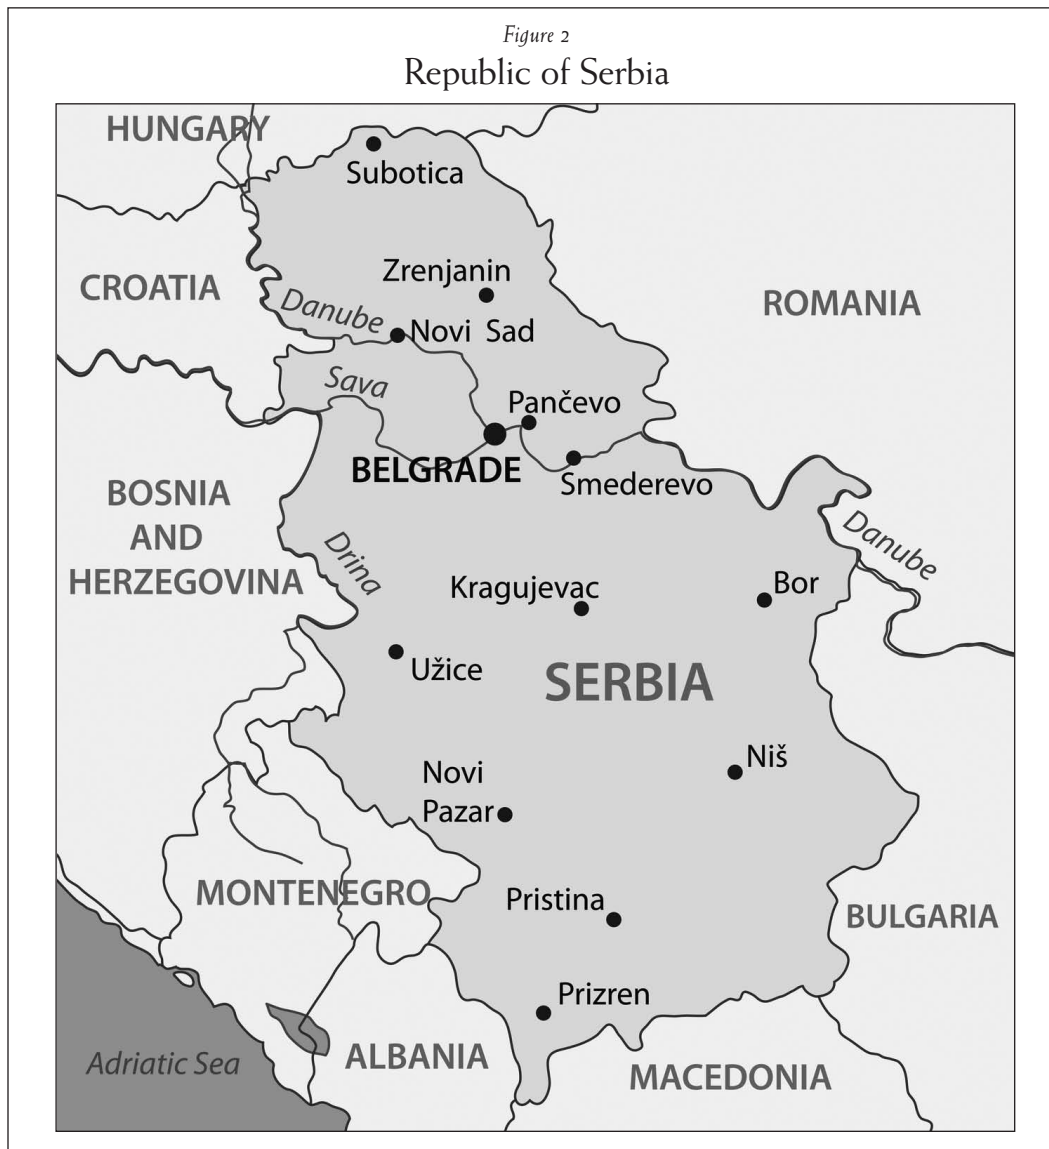 Figure 2
Republic of Serbia
HUNGARY
Subotica
CROATIA
Zrenjanin
ROMANIA
Danube
Novi Sad
Sava
Pančevo
BELGRADE
Smederevo
BOSNIA
AND
HERZEGOVINA
Drina
Danube
Kragujevac
Bor
Užice
SERBIA
Niš
Novi
Pazar
MONTENEGRO
Pristina
BULGARIA
Prizren
Adriatic Sea
ALBANIA
MACEDONIA